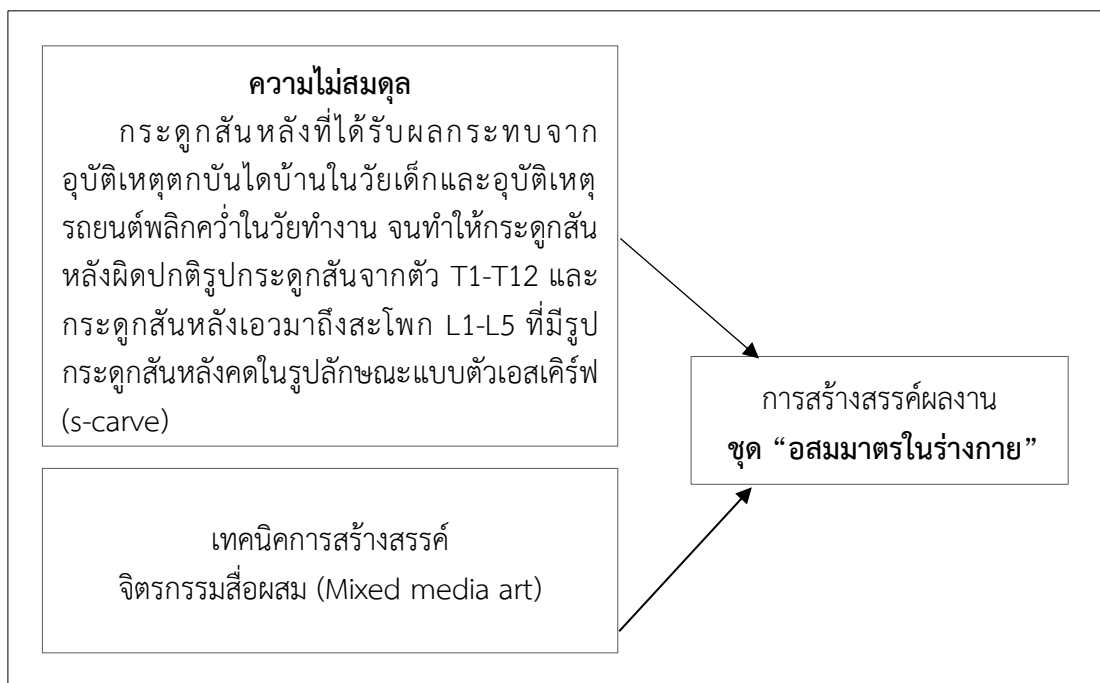 ความไม่สมดุล
กระดูกสันหลังที่ได้รับผลกระทบจาก
อุบัติเหตุตกบันไดบ้านในวัยเด็กและอุบัติเหตุ
รถยนต์พลิกคว่ำในวัยทำงาน จนทำให้กระดูกสัน
หลังผิดปกติรูปกระดูกสันจากตัว T1-T12 และ
กระดูกสันหลังเอวมาถึงสะโพก L1-L5 ที่มีรูป
กระดูกสันหลังคดในรูปลักษณะแบบตัวเอสเคิร์ฟ
(s-carve)
การสร้างสรรค์ผลงาน
ชุด “อสมมาตรในร่างกาย”
เทคนิคการสร้างสรรค์
จิตรกรรมสื่อผสม (Mixed media art)